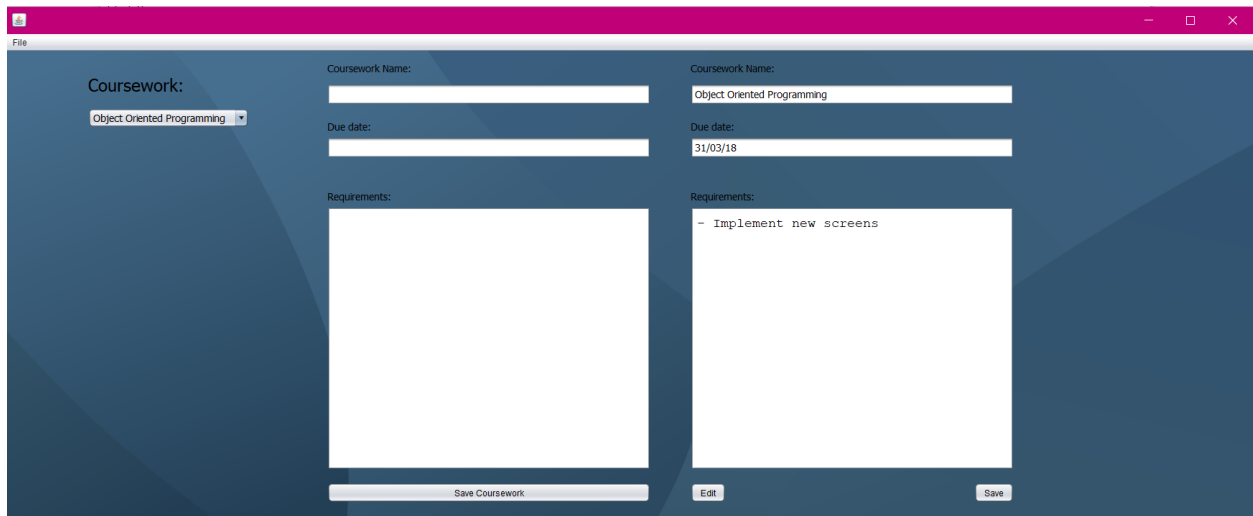 File
Coursework:
Object Oriented Programming
Coursework Name:
Due date:
Requirements:
Save Coursework
Coursework Name:
Object Oriented Programming
Due date:
31/03/18
Requirements:
- Implement new screens
Edit
Save